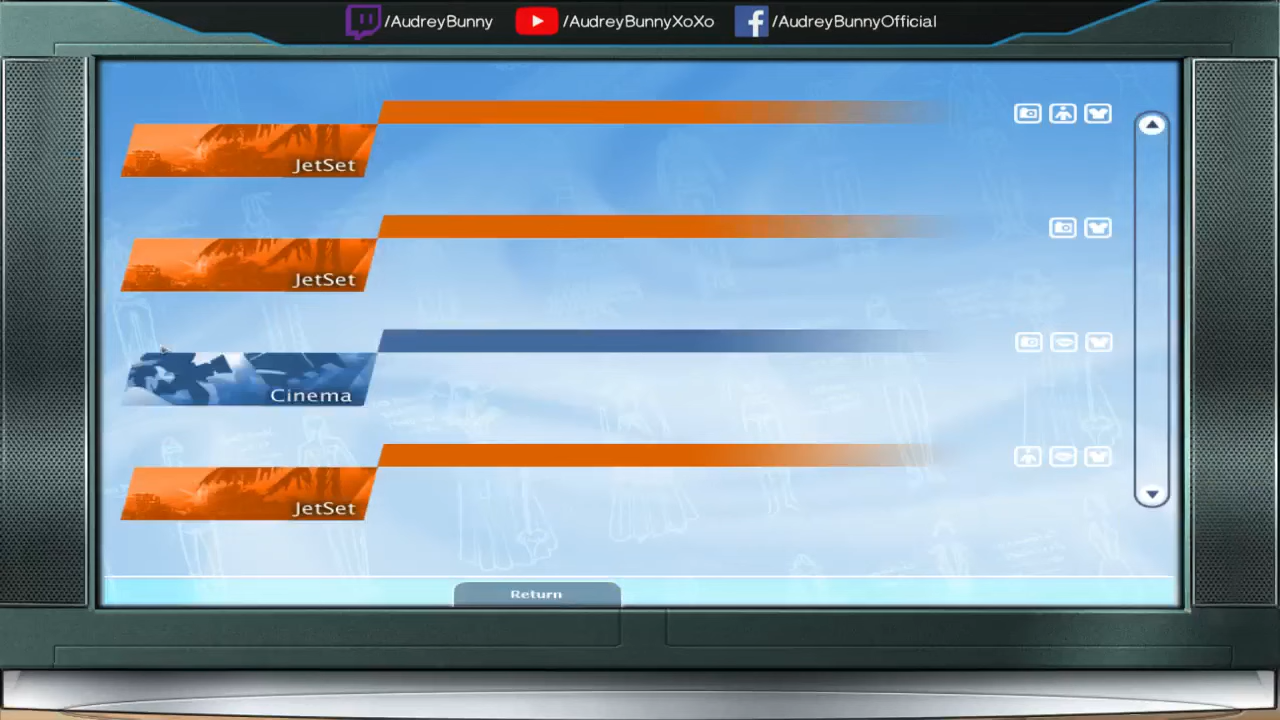 /AudreyBunny /AudreyBunnyXoXo /AudreyBunnyOfficial
JetSet
JetSet
Cinema
JetSet
Return